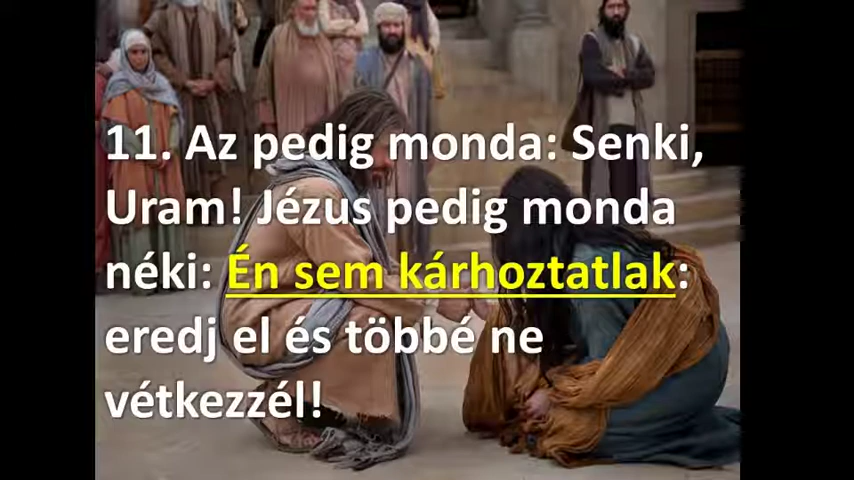 11. Az pedig monda: Senki,
Uram! Jézus pedig monda
néki: Én sem kárhoztatlak:
eredj el és többé ne
vétkezzél!